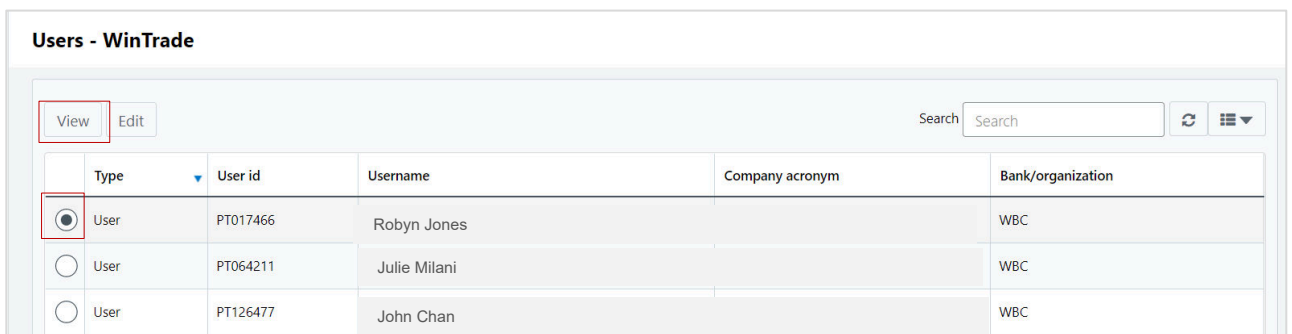 Users - WinTrade
View Edit Search Search
Type User id Username Company acronym Bank/organization
User PT017466 Robyn Jones WBC
User PT064211 Julie Milani WBC
User PT126477 John Chan WBC